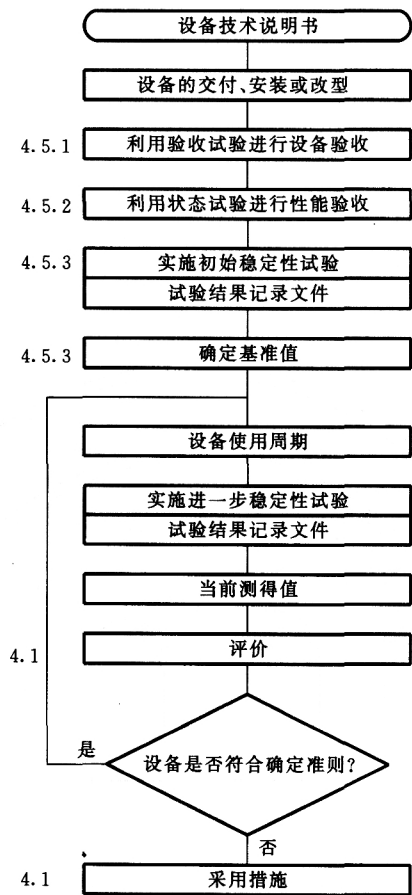 设备技术说明书
设备的交付、安装或改型
4.5.1 利用验收试验进行设备验收
4.5.2 利用状态试验进行性能验收
4.5.3 实施初始稳定性试验
试验结果记录文件
4.5.3 确定基准值
设备使用周期
实施进一步稳定性试验
试验结果记录文件
当前测得值
评价
4.1
是
设备是否符合确定准则?
否
4.1 采用措施